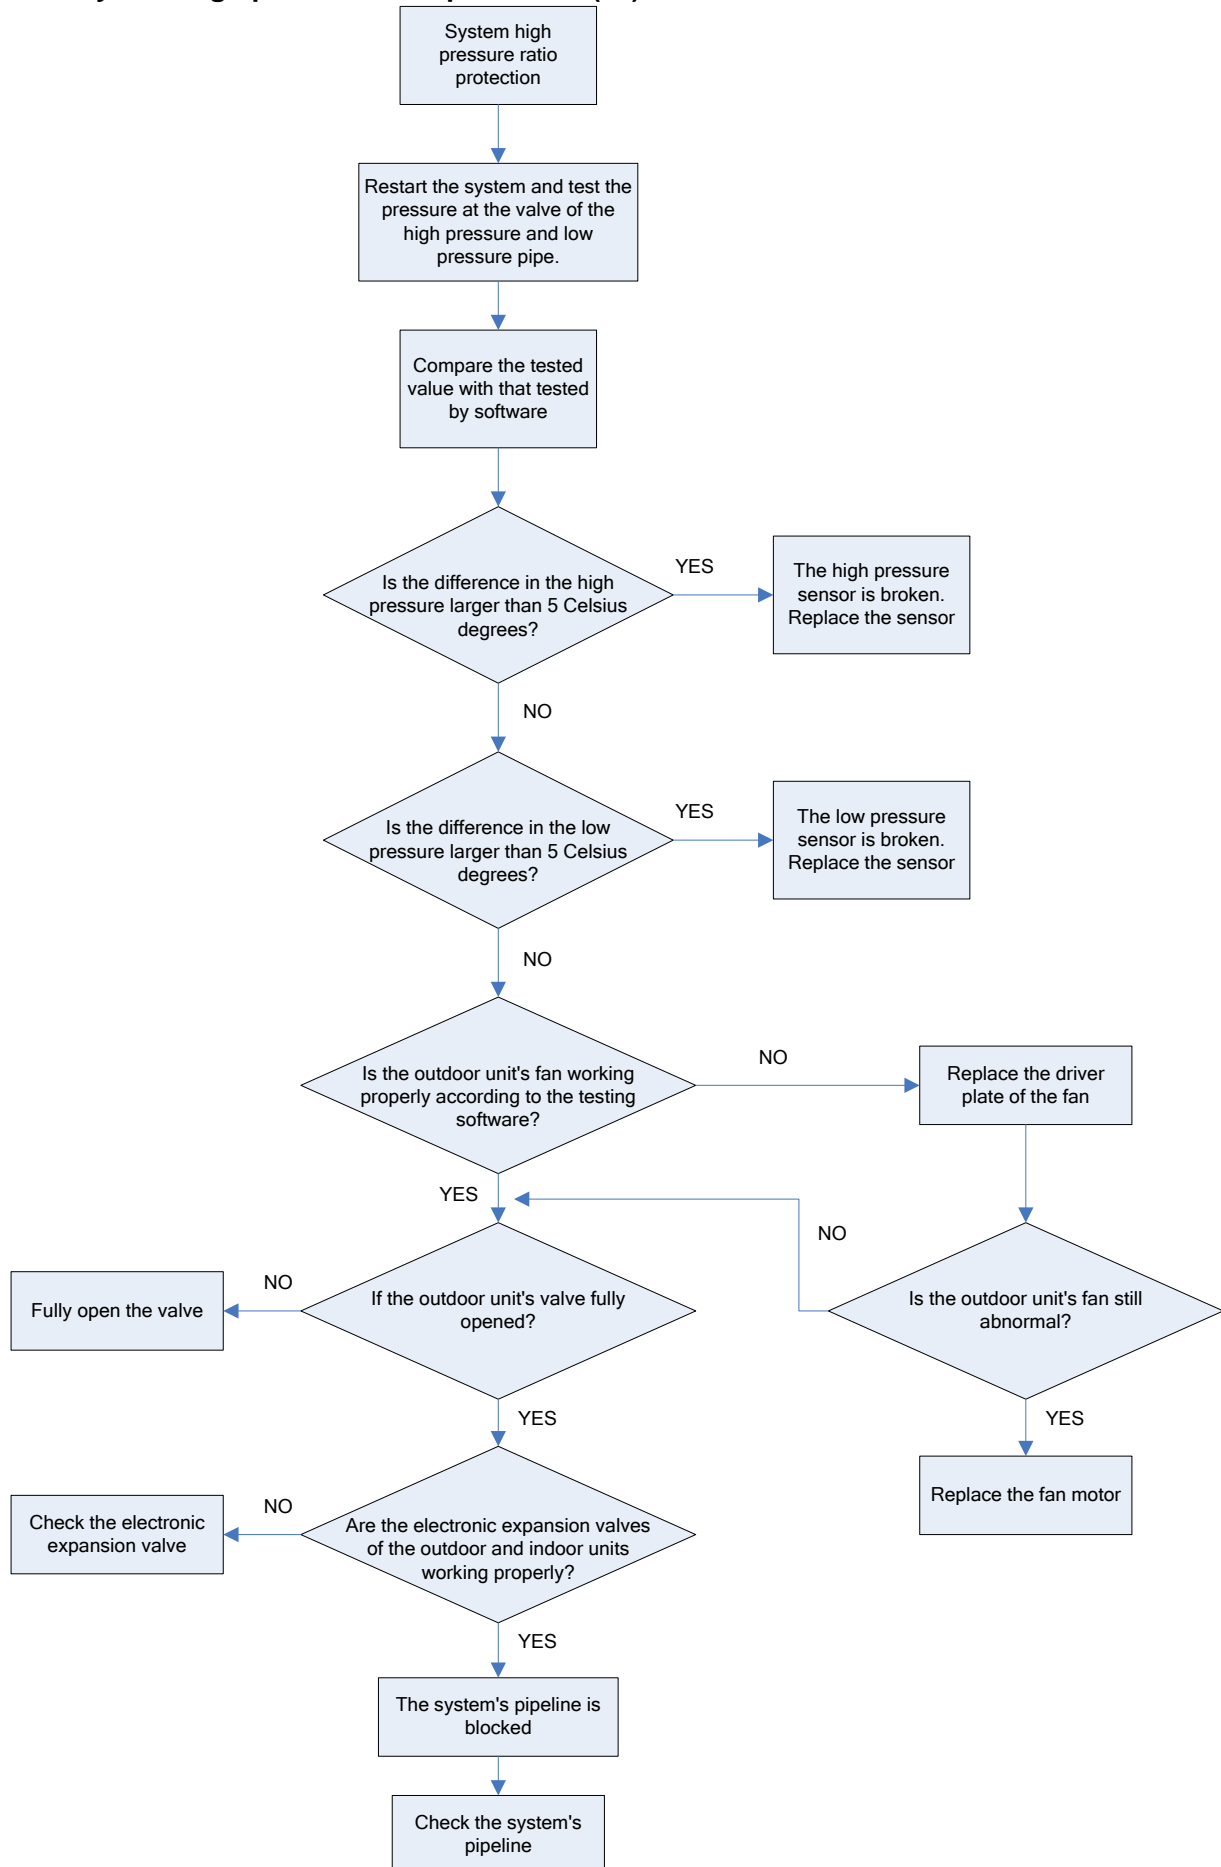 System high
pressure ratio
protection
Restart the system and test the
pressure at the valve of the
high pressure and low
pressure pipe.
Compare the tested
value with that tested
by software
Is the difference in the high
pressure larger than 5 Celsius
degrees?
YES
The high pressure
sensor is broken.
Replace the sensor
NO
Is the difference in the low
pressure larger than 5 Celsius
degrees?
YES
The low pressure
sensor is broken.
Replace the sensor
NO
Is the outdoor unit's fan working
properly according to the testing
software?
NO
Replace the driver
plate of the fan
YES
NO
Is the outdoor unit's fan still
abnormal?
If the outdoor unit's valve fully
opened?
NO
Fully open the valve
YES
YES
Replace the fan motor
Are the electronic expansion valves
of the outdoor and indoor units
working properly?
NO
Check the electronic
expansion valve
YES
The system's pipeline is
blocked
Check the system's
pipeline